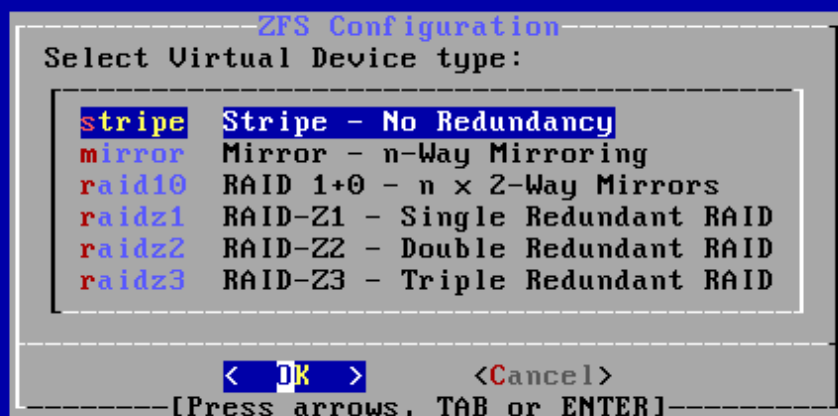 ZFS Configuration
Select Virtual Device type:
stripe Stripe - No Redundancy
mirror Mirror - n-Way Mirroring
raid10 RAID 1+0 - n x 2-Way Mirrors
raidz1 RAID-Z1 - Single Redundant RAID
raidz2 RAID-Z2 - Double Redundant RAID
raidz3 RAID-Z3 - Triple Redundant RAID
< OK > <Cancel>
[Press arrows, TAB or ENTER]